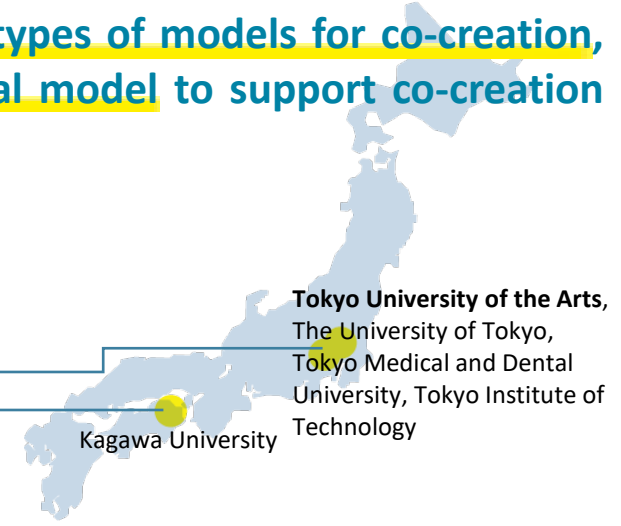 types of models for co-creation,
al model to support co-creation
Tokyo University of the Arts,
The University of Tokyo,
Tokyo Medical and Dental
University, Tokyo Institute of
Technology
Kagawa University